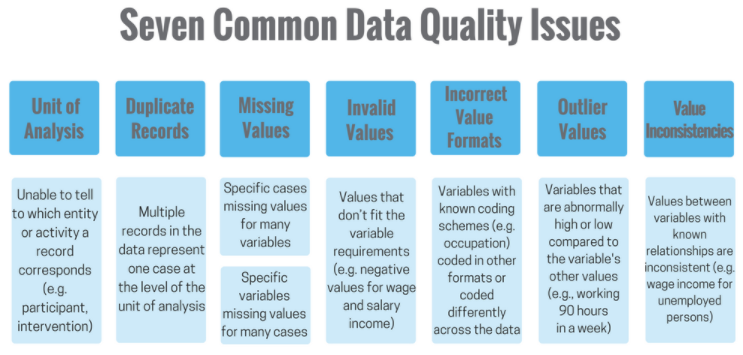 Seven Common Data Quality Issues
Unit of
Analysis
Duplicate
Records
Missing
Values
Invalid
Values
Incorrect
Value
Formats
Outlier
Values
Value
Inconsistencies
Unable to tell
to which entity
or activity a
record
corresponds
(e.g.
participant,
intervention)
Multiple
records in the
data represent
one case at
the level of the
unit of analysis
Specific cases
missing values
for many
variables
Specific
variables
missing values
for many cases
Values that
don't fit the
variable
requirements
(e.g. negative
values for wage
and salary
income)
Variables with
known coding
schemes (e.g.
occupation)
coded in other
formats or
coded
differently
across the data
Variables that
are abnormally
high or low
compared to
the variable's
other values
(e.g., working
90 hours
in a week)
Values between
variables with
known
relationships are
inconsistent (e.g.
wage income for
unemployed
persons)